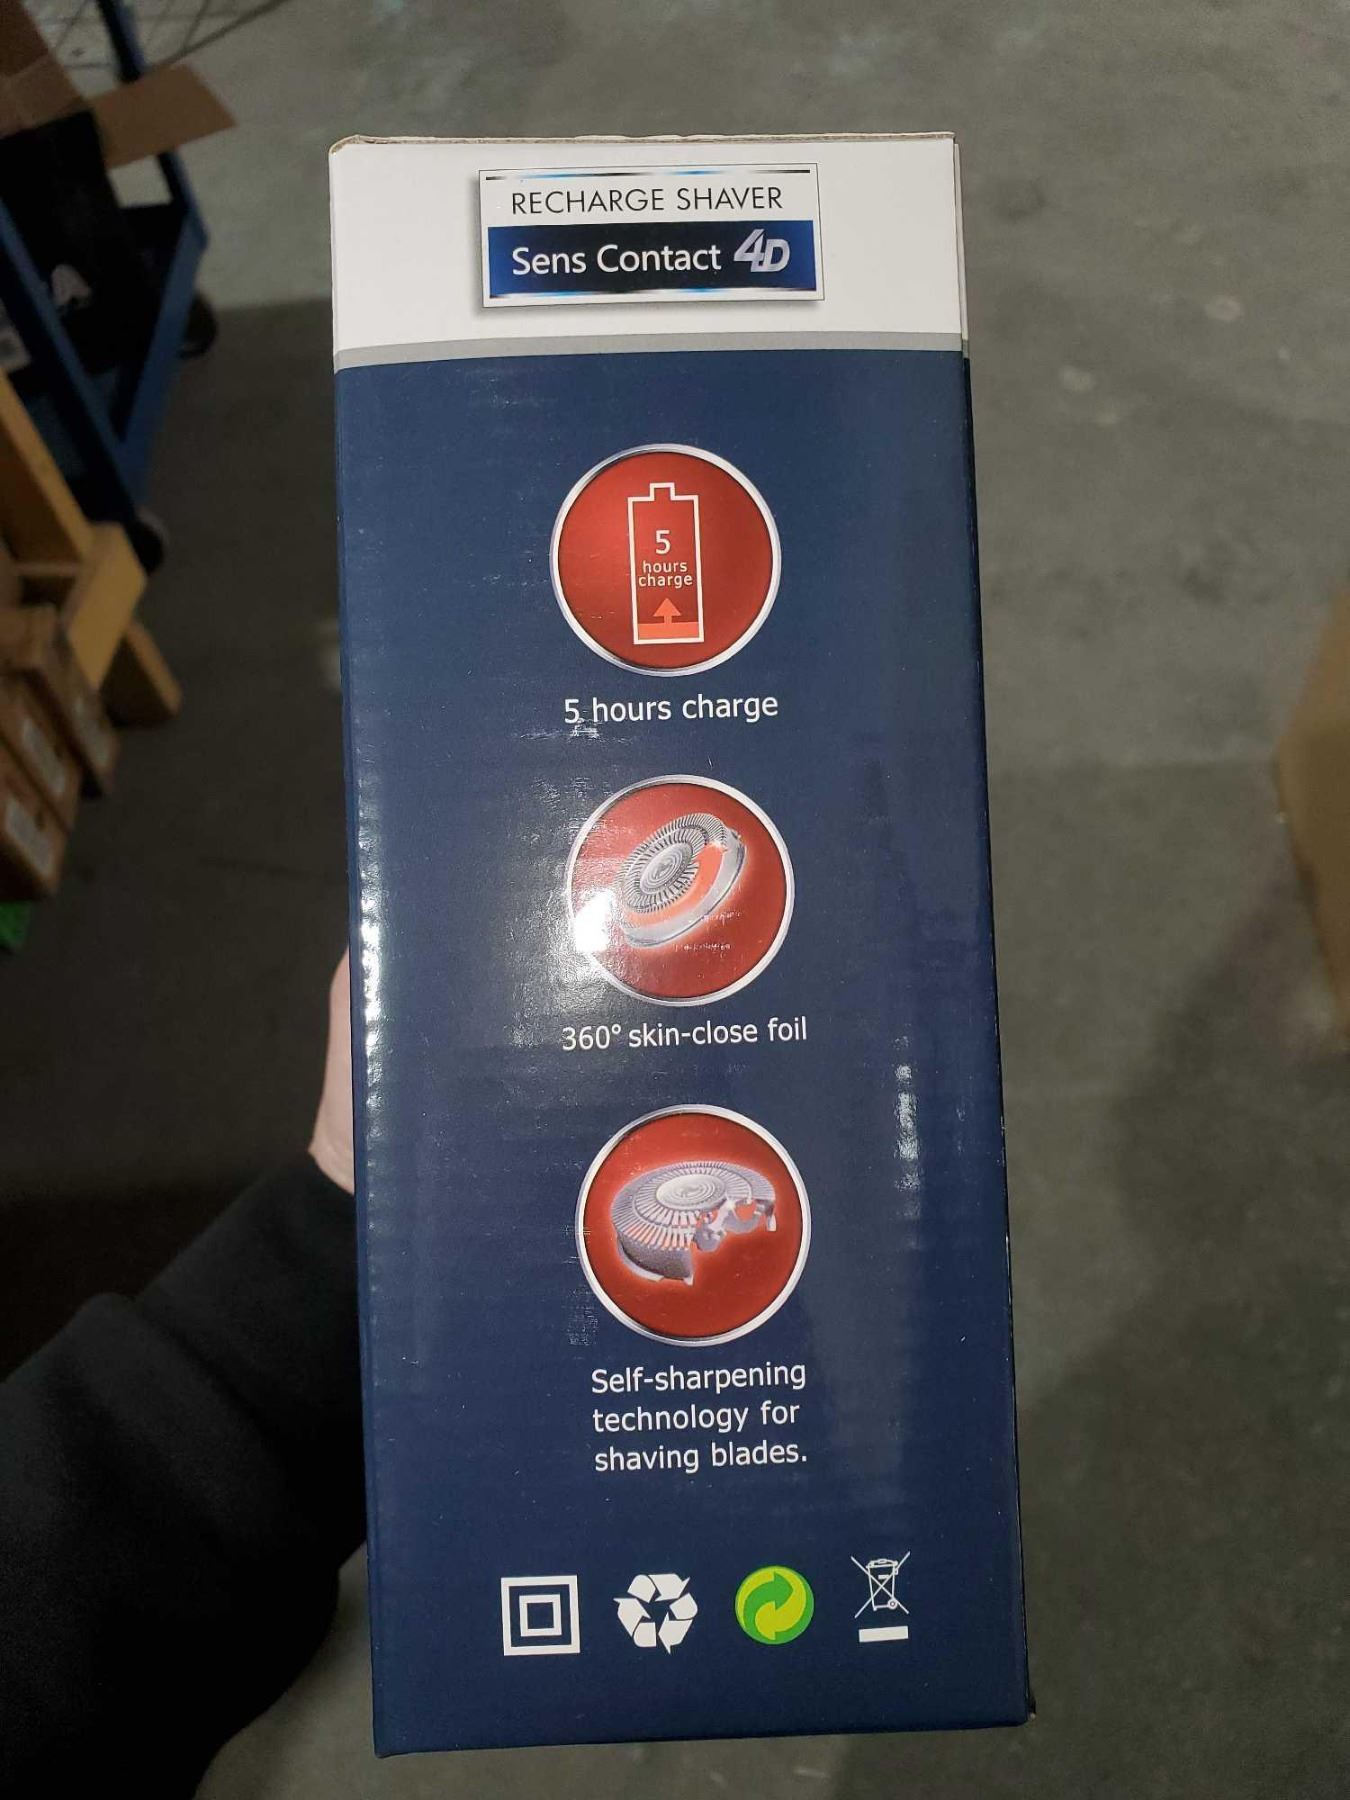 RECHARGE SHAVER
Sens Contact 4D
5
hours
charge
5 hours charge
360° skin-close foil
Self-sharpening
technology for
shaving blades.